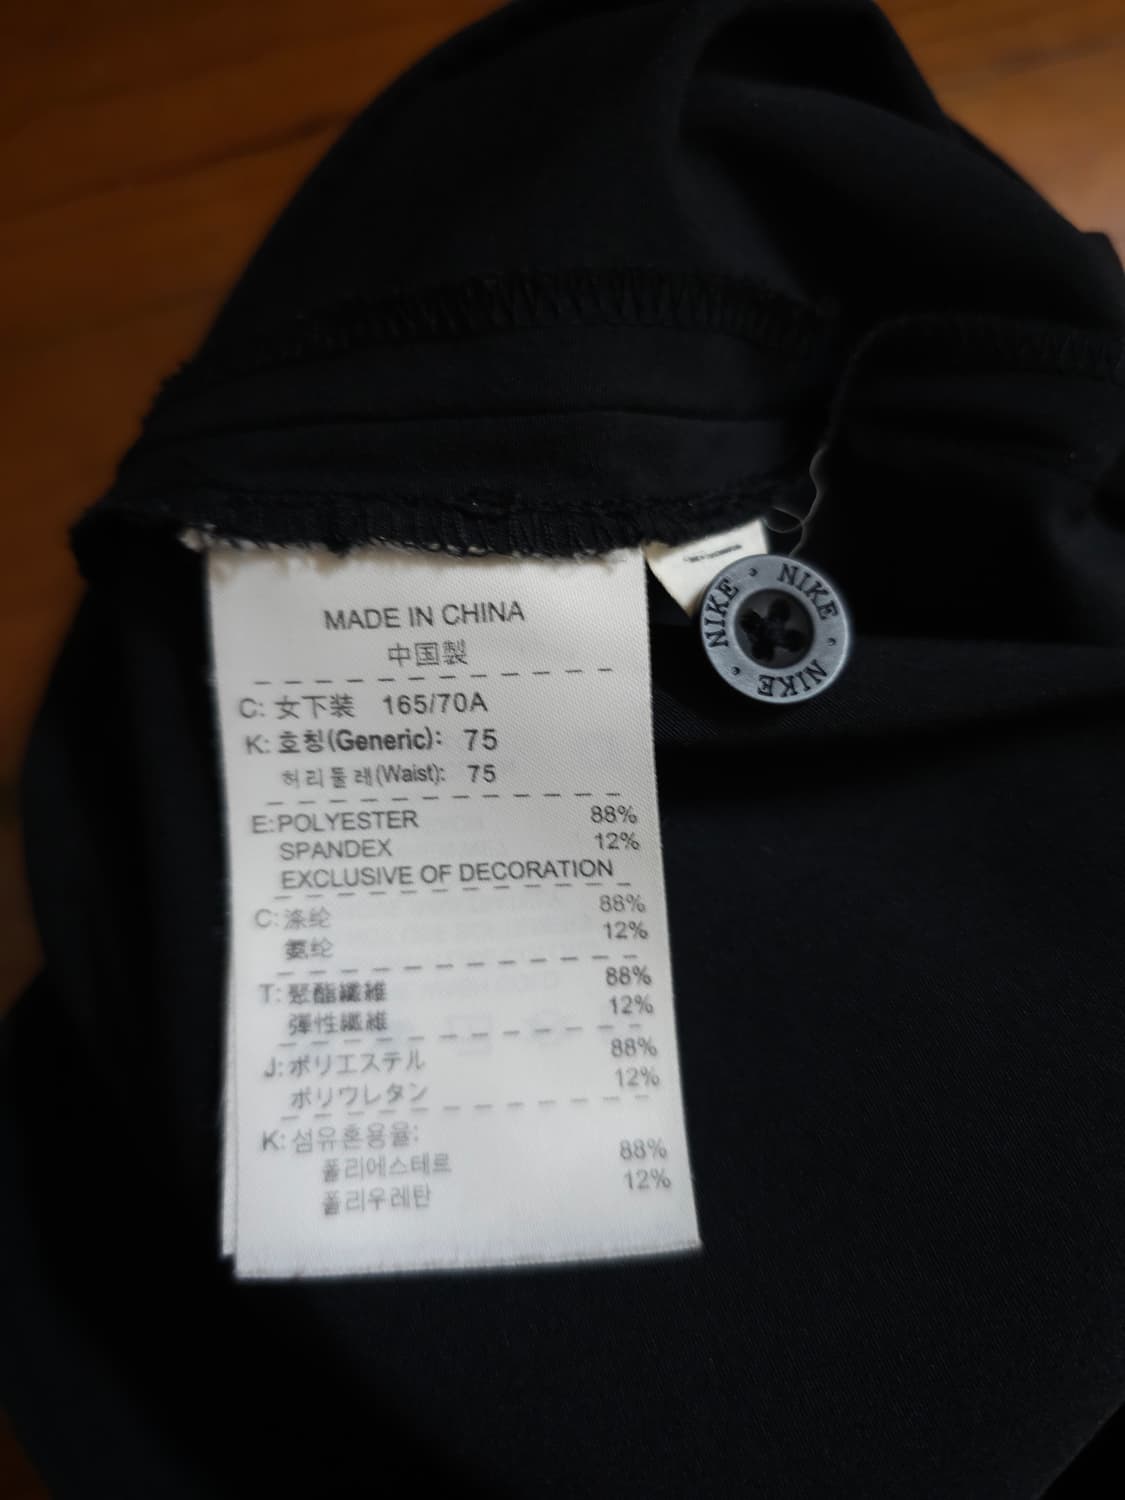 MADE IN CHINA
中国製
C: 女下装 165/70A
K: 호칭(Generic): 75
허리둘레(Waist): 75
E:POLYESTER 88%
SPANDEX 12%
EXCLUSIVE OF DECORATION
C: 涤纶 88%
氨纶 12%
T: 聚酯纖維 88%
彈性纖維 12%
J: ポリエステル 88%
ポリウレタン 12%
K: 섬유혼용율:
폴리에스테르 88%
폴리우레탄 12%
NIKE • NIKE • NIKE •